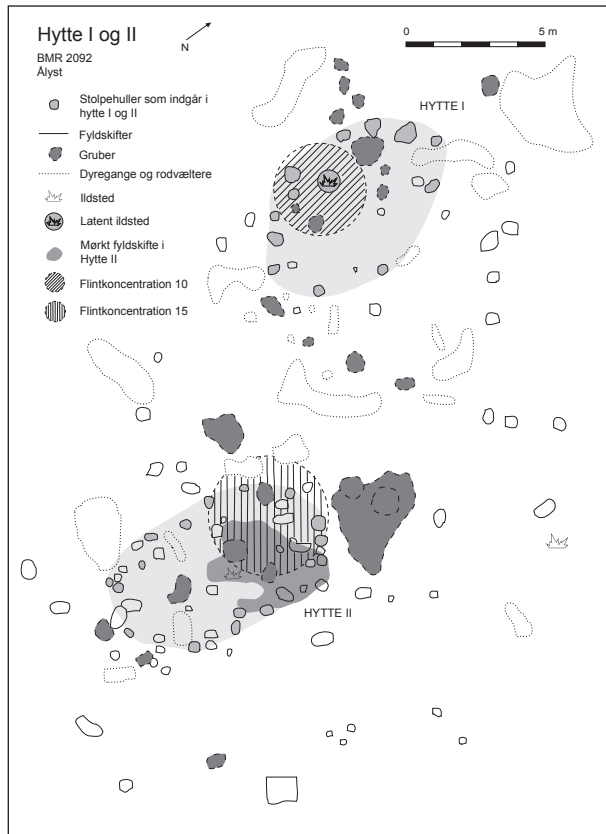 Hytte I og II
BMR 2092
Ålyst
N
0 5 m
Stolpehuller som indgår i
hytte I og II
Fyldskifter
Gruber
Dyregange og rodvæltere
Ildsted
Latent ildsted
Mørkt fyldskifte i
Hytte II
Flintkoncentration 10
Flintkoncentration 15
HYTTE I
HYTTE II